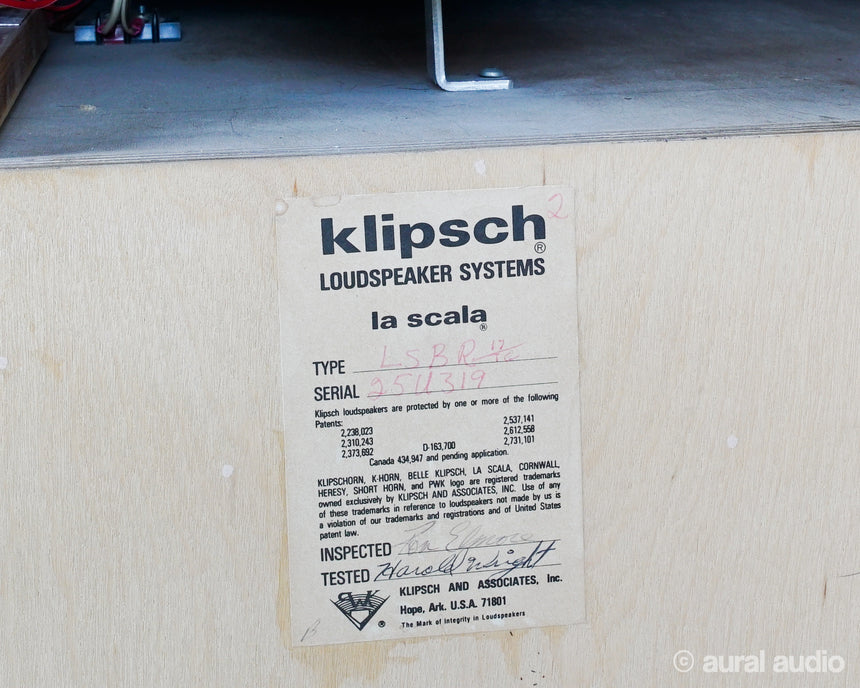 klipsch® 2
LOUDSPEAKER SYSTEMS
la scala®
TYPE LSBR
SERIAL 25U319
Klipsch loudspeakers are protected by one or more of the following
Patents:
2,238,023 2,537,141
2,310,243 2,612,558
2,373,692 D-163,700 2,731,101
Canada 434,947 and pending application.
KLIPSCHORN, K-HORN, BELLE KLIPSCH, LA SCALA, CORNWALL,
HERESY, SHORT HORN, and PWK logo are registered trademarks
owned exclusively by KLIPSCH AND ASSOCIATES, INC. Use of any
of these trademarks in reference to loudspeakers not made by us is
a violation of our trademarks and registrations and of United States
patent law.
INSPECTED Ron Elmore
TESTED Harold Wright
PWK® KLIPSCH AND ASSOCIATES, Inc.
Hope, Ark. U.S.A. 71801
The Mark of Integrity in Loudspeakers
B
© aural audio